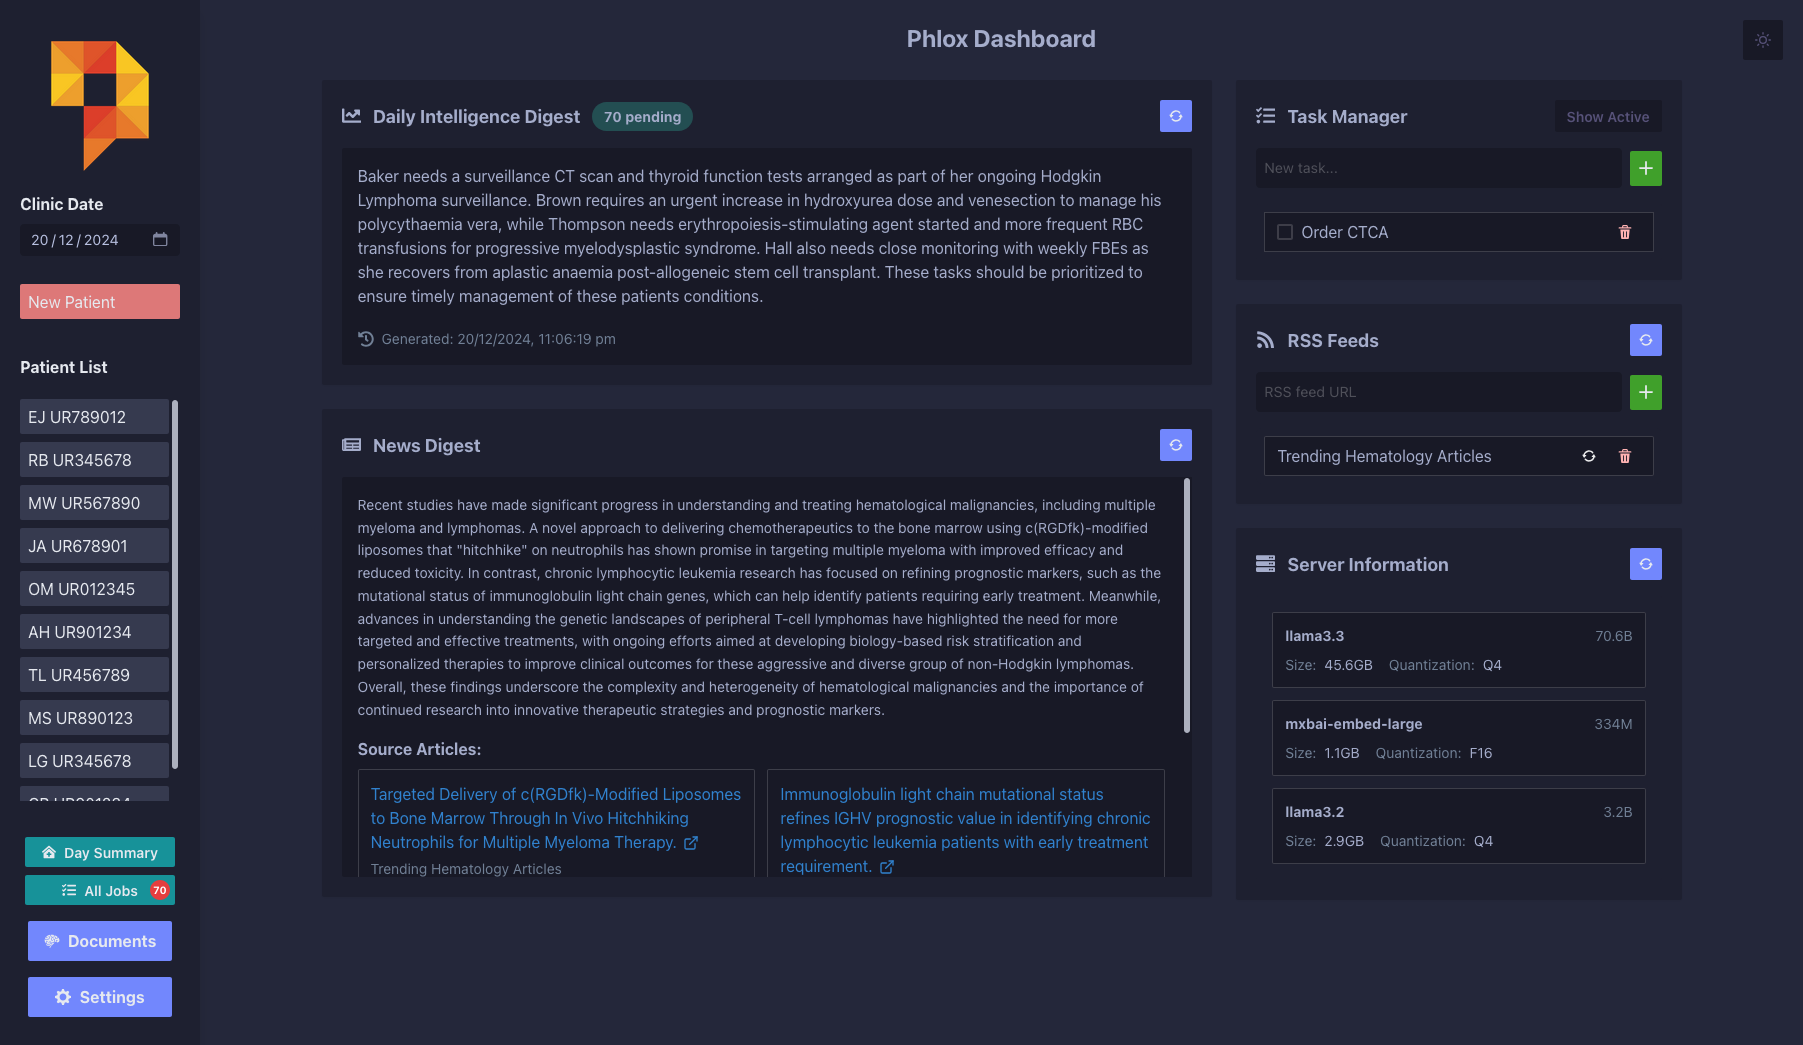 Clinic Date
20/12/2024
New Patient
Patient List
EJ UR789012
RB UR345678
MW UR567890
JA UR678901
OM UR012345
AH UR901234
TL UR456789
MS UR890123
LG UR345678
Day Summary
All Jobs 70
Documents
Settings
Phlox Dashboard
Daily Intelligence Digest 70 pending
Baker needs a surveillance CT scan and thyroid function tests arranged as part of her ongoing Hodgkin
Lymphoma surveillance. Brown requires an urgent increase in hydroxyurea dose and venesection to manage his
polycythaemia vera, while Thompson needs erythropoiesis-stimulating agent started and more frequent RBC
transfusions for progressive myelodysplastic syndrome. Hall also needs close monitoring with weekly FBEs as
she recovers from aplastic anaemia post-allogeneic stem cell transplant. These tasks should be prioritized to
ensure timely management of these patients conditions.
Generated: 20/12/2024, 11:06:19 pm
News Digest
Recent studies have made significant progress in understanding and treating hematological malignancies, including multiple
myeloma and lymphomas. A novel approach to delivering chemotherapeutics to the bone marrow using c(RGDfk)-modified
liposomes that "hitchhike" on neutrophils has shown promise in targeting multiple myeloma with improved efficacy and
reduced toxicity. In contrast, chronic lymphocytic leukemia research has focused on refining prognostic markers, such as the
mutational status of immunoglobulin light chain genes, which can help identify patients requiring early treatment. Meanwhile,
advances in understanding the genetic landscapes of peripheral T-cell lymphomas have highlighted the need for more
targeted and effective treatments, with ongoing efforts aimed at developing biology-based risk stratification and
personalized therapies to improve clinical outcomes for these aggressive and diverse group of non-Hodgkin lymphomas.
Overall, these findings underscore the complexity and heterogeneity of hematological malignancies and the importance of
continued research into innovative therapeutic strategies and prognostic markers.
Source Articles:
Targeted Delivery of c(RGDfk)-Modified Liposomes
to Bone Marrow Through In Vivo Hitchhiking
Neutrophils for Multiple Myeloma Therapy.
Trending Hematology Articles
Immunoglobulin light chain mutational status
refines IGHV prognostic value in identifying chronic
lymphocytic leukemia patients with early treatment
requirement.
Task Manager Show Active
New task...
Order CTCA
RSS Feeds
RSS feed URL
Trending Hematology Articles
Server Information
llama3.3 70.6B
Size: 45.6GB Quantization: Q4
mxbai-embed-large 334M
Size: 1.1GB Quantization: F16
llama3.2 3.2B
Size: 2.9GB Quantization: Q4